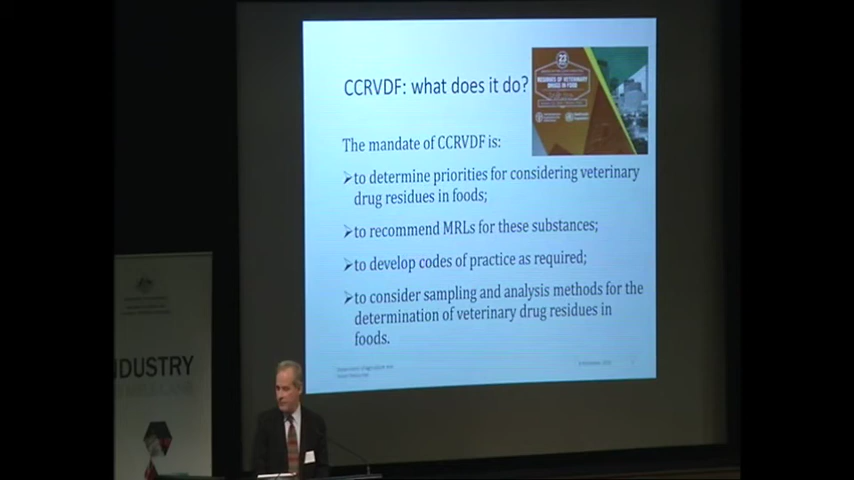 CCRVDF: what does it do?
23
RESIDUES OF VETERINARY
DRUGS IN FOOD
The mandate of CCRVDF is:
➢to determine priorities for considering veterinary
drug residues in foods;
➢to recommend MRLs for these substances;
➢to develop codes of practice as required;
➢to consider sampling and analysis methods for the
determination of veterinary drug residues in
foods.
NDUSTRY